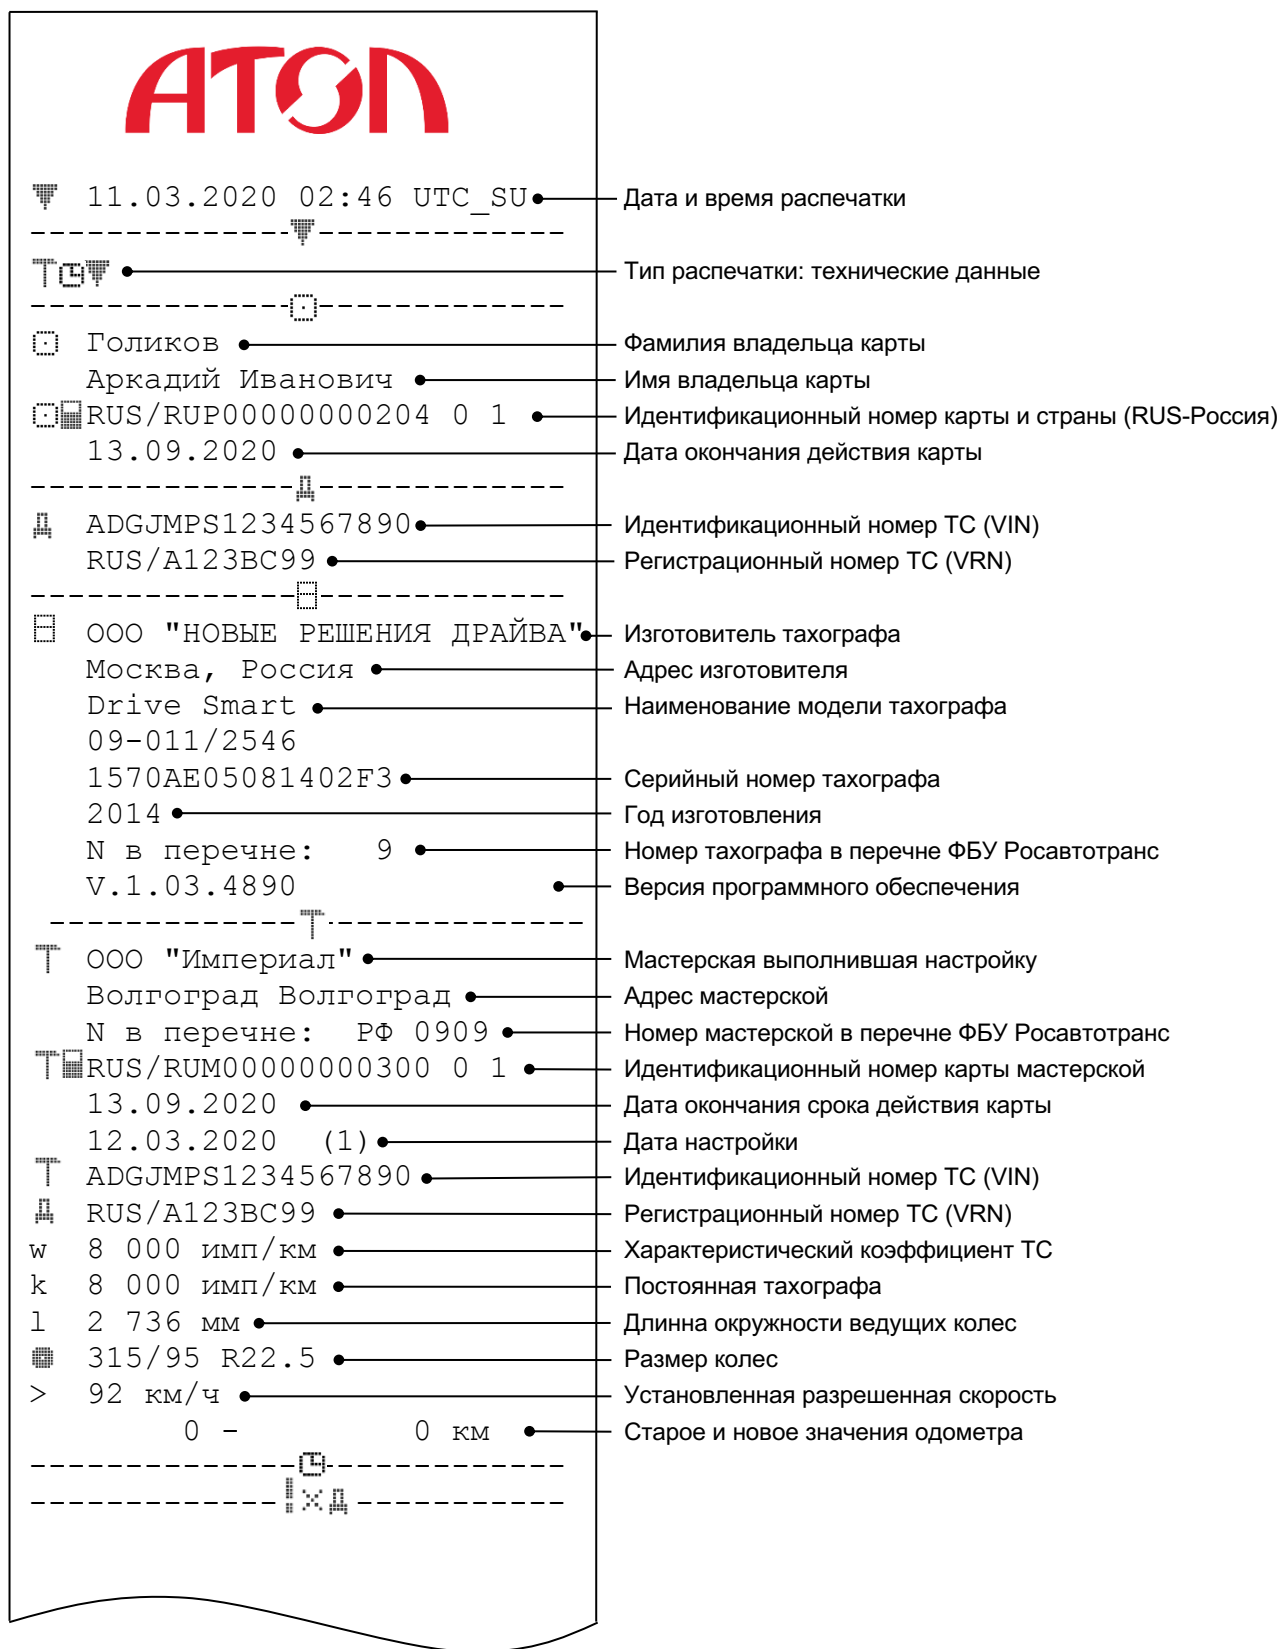 АТОЛ
11.03.2020 02:46 UTC_SU Дата и время распечатки
Тип распечатки: технические данные
Голиков Фамилия владельца карты
Аркадий Иванович Имя владельца карты
RUS/RUP00000000204 0 1 Идентификационный номер карты и страны (RUS-Россия)
13.09.2020 Дата окончания действия карты
ADGJMPS1234567890 Идентификационный номер ТС (VIN)
RUS/A123BC99 Регистрационный номер ТС (VRN)
ООО "НОВЫЕ РЕШЕНИЯ ДРАЙВА" Изготовитель тахографа
Москва, Россия Адрес изготовителя
Drive Smart Наименование модели тахографа
09-011/2546
1570AE05081402F3 Серийный номер тахографа
2014 Год изготовления
N в перечне: 9 Номер тахографа в перечне ФБУ Росавтотранс
V.1.03.4890 Версия программного обеспечения
ООО "Империал" Мастерская выполнившая настройку
Волгоград Волгоград Адрес мастерской
N в перечне: РФ 0909 Номер мастерской в перечне ФБУ Росавтотранс
RUS/RUM00000000300 0 1 Идентификационный номер карты мастерской
13.09.2020 Дата окончания срока действия карты
12.03.2020 (1) Дата настройки
ADGJMPS1234567890 Идентификационный номер ТС (VIN)
RUS/A123BC99 Регистрационный номер ТС (VRN)
w 8 000 имп/км Характеристический коэффициент ТС
k 8 000 имп/км Постоянная тахографа
l 2 736 мм Длинна окружности ведущих колес
315/95 R22.5 Размер колес
> 92 км/ч Установленная разрешенная скорость
0 - 0 км Старое и новое значения одометра